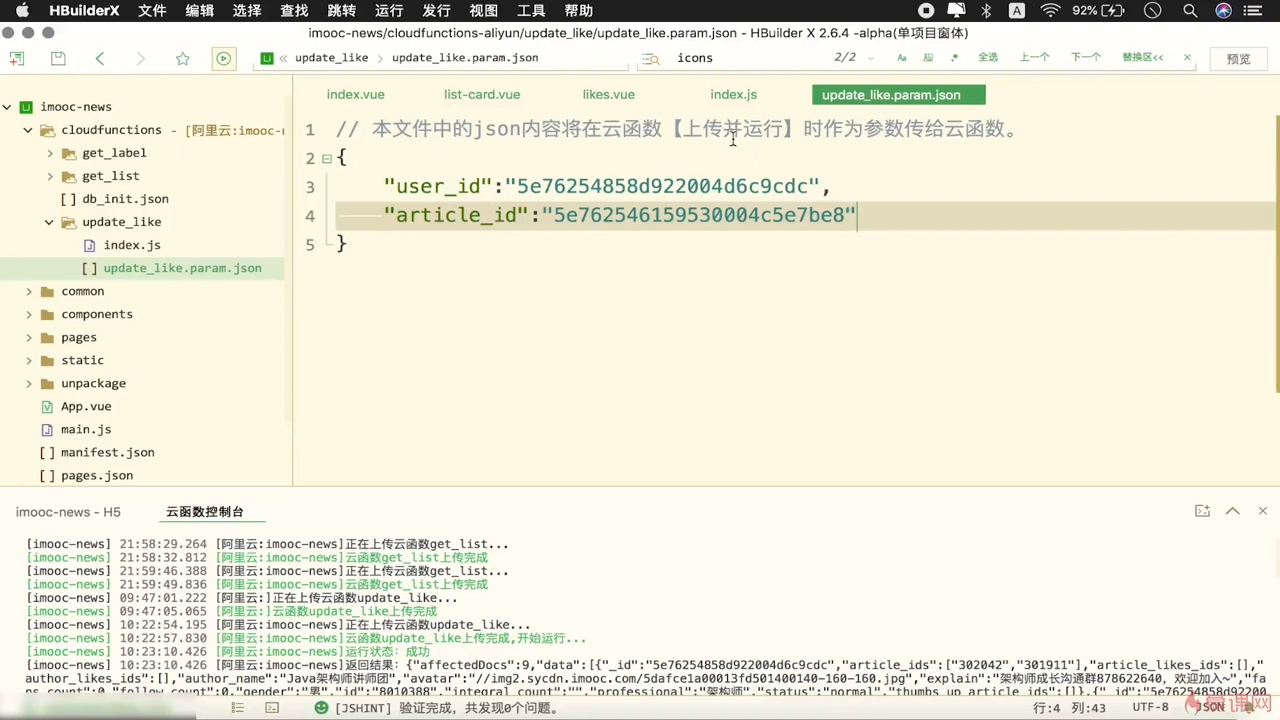 HBuilderX 文件 编辑 选择 查找 跳转 运行 发行 视图 工具 帮助 A 92%
imooc-news/cloudfunctions-aliyun/update_like/update_like.param.json - HBuilder X 2.6.4 -alpha(单项目窗体)
update_like update_like.param.json icons 2/2 Aa 全选 上一个 下一个 替换区<< 预览
index.vue list-card.vue likes.vue index.js update_like.param.json
imooc-news
cloudfunctions - [阿里云:imooc-
get_label
get_list
[ ] db_init.json
update_like
index.js
[ ] update_like.param.json
common
components
pages
static
unpackage
App.vue
main.js
[ ] manifest.json
[ ] pages.json
1 // 本文件中的json内容将在云函数【上传并运行】时作为参数传给云函数。
2 {
3 "user_id":"5e76254858d922004d6c9cdc",
4 "article_id":"5e762546159530004c5e7be8"
5 }
imooc-news - H5 云函数控制台
[imooc-news] 21:58:29.264 [阿里云:imooc-news]正在上传云函数get_list...
[imooc-news] 21:58:32.812 [阿里云:imooc-news]云函数get_list上传完成
[imooc-news] 21:59:46.388 [阿里云:imooc-news]正在上传云函数get_list...
[imooc-news] 21:59:49.836 [阿里云:imooc-news]云函数get_list上传完成
[imooc-news] 09:47:01.222 [阿里云:]正在上传云函数update_like...
[imooc-news] 09:47:05.065 [阿里云:]云函数update_like上传完成
[imooc-news] 10:22:54.195 [阿里云:imooc-news]正在上传云函数update_like...
[imooc-news] 10:22:57.830 [阿里云:imooc-news]云函数update_like上传完成,开始运行...
[imooc-news] 10:23:10.426 [阿里云:imooc-news]运行状态：成功
[imooc-news] 10:23:10.426 [阿里云:imooc-news]返回结果：{"affectedDocs":9,"data":[{"_id":"5e76254858d922004d6c9cdc","article_ids":["302042","301911"],"article_likes_ids":[],"
author_likes_ids":[],"author_name":"Java架构师讲师团","avatar":"//img2.sycdn.imooc.com/5dafce1a00013fd501400140-160-160.jpg","explain":"架构师成长沟通群878622640, 欢迎加入~","fa
ns_count":0,"follow_count":0,"gender":"男","id":"8010388","integral_count":"","professional":"架构师","status":"normal","thumbs_up_article_ids":[]},{"_id":"5e76254858d92200
[JSHINT] 验证完成，共发现0个问题。 行:4 列:43 UTF-8 JSON
慕课网